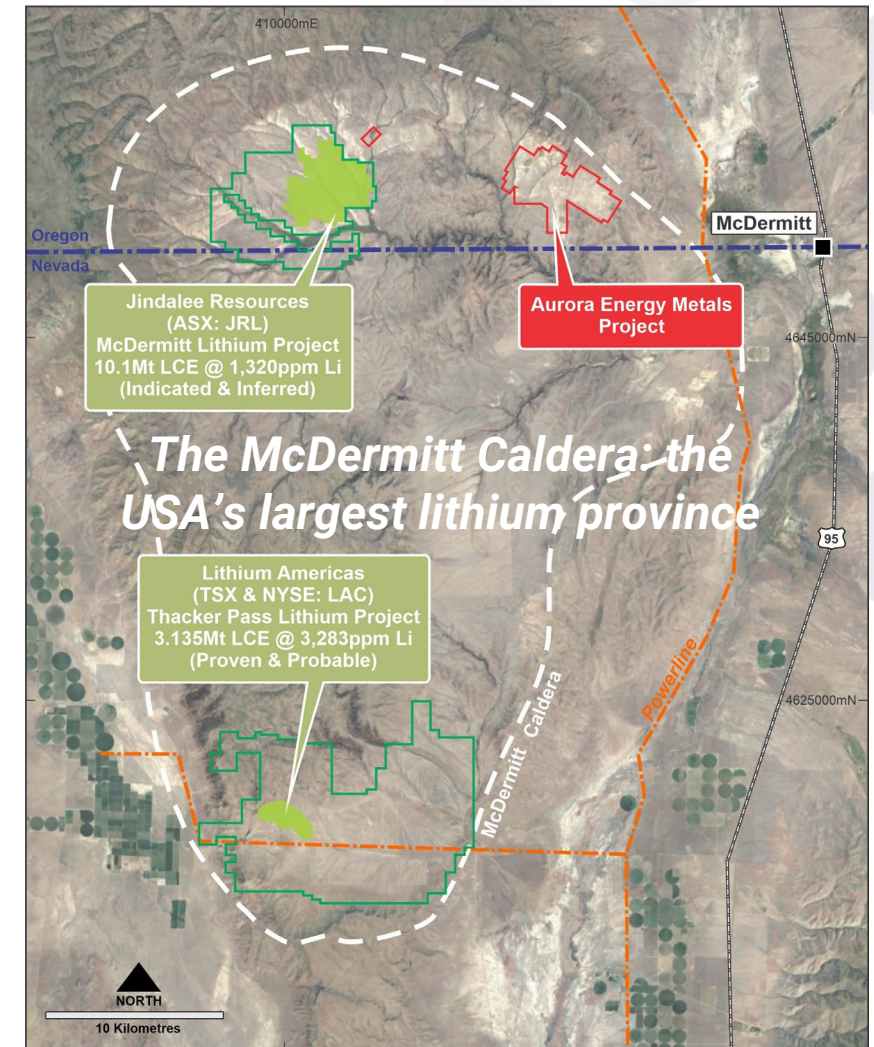 410000mE
Oregon
Nevada
McDermitt
Jindalee Resources
(ASX: JRL)
McDermitt Lithium Project
10.1Mt LCE @ 1,320ppm Li
(Indicated & Inferred)
Aurora Energy Metals
Project
4645000mN
The McDermitt Caldera: the
USA's largest lithium province
95
Lithium Americas
(TSX & NYSE: LAC)
Thacker Pass Lithium Project
3.135Mt LCE @ 3,283ppm Li
(Proven & Probable)
Powerline
4625000mN
McDermitt Caldera
NORTH
10 Kilometres